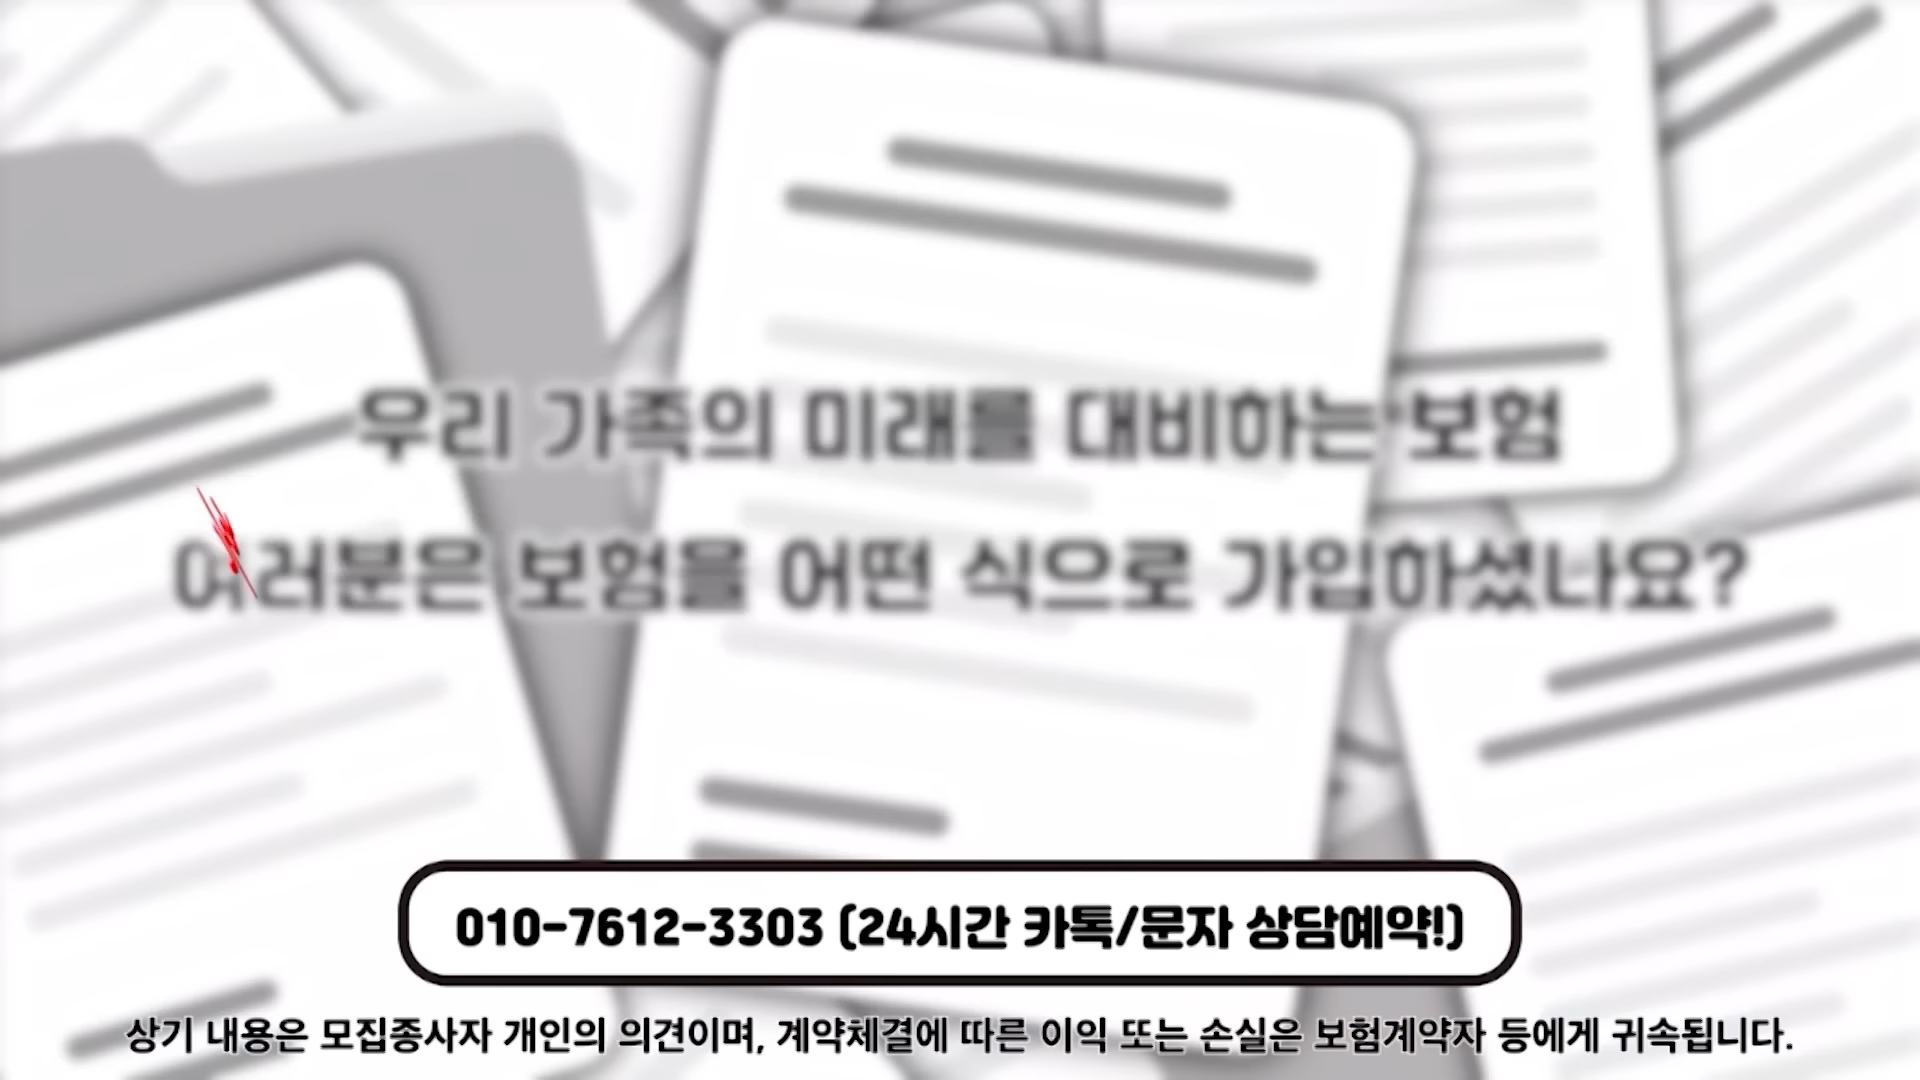 우리 가족의 미래를 대비하는 보험
여러분은 보험을 어떤 식으로 가입하셨나요?
010-7612-3303 (24시간 카톡/문자 상담예약!)
상기 내용은 모집종사자 개인의 의견이며, 계약체결에 따른 이익 또는 손실은 보험계약자 등에게 귀속됩니다.